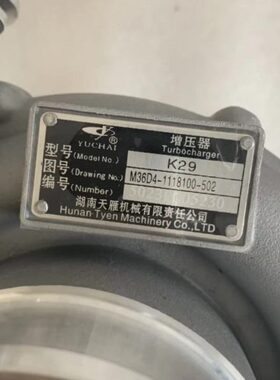 YUCHAI ® 增压器
Turbocharger
型号 (Model No.) K29
图号 (Drawing No.) M36D4-1118100-502
编号 (Number)
湖南天雁机械有限责任公司
Hunan Tyen Machinery Co.,LTD